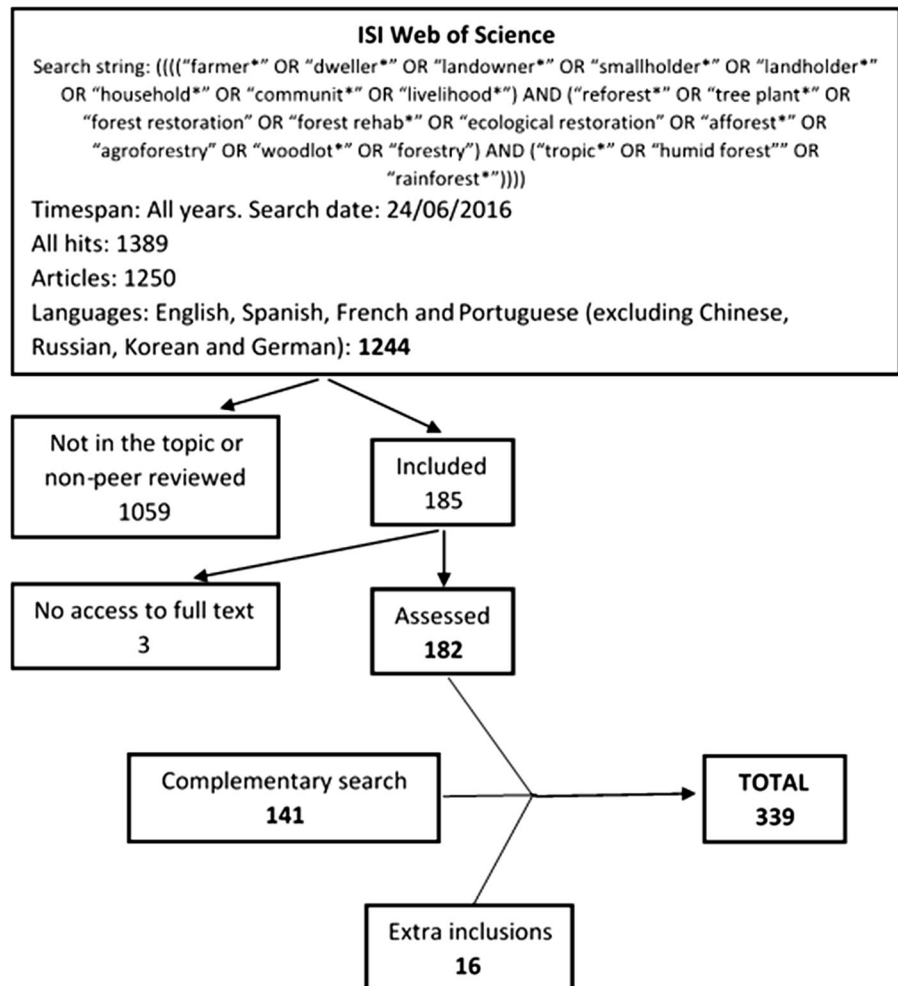 ISI Web of Science
Search string: (((("farmer*" OR "dweller*" OR "landowner*" OR "smallholder*" OR "landholder*"
OR "household*" OR "communit*" OR "livelihood*") AND ("reforest*" OR "tree plant*" OR
"forest restoration" OR "forest rehab*" OR "ecological restoration" OR "afforest*" OR
"agroforestry" OR "woodlot*" OR "forestry") AND ("tropic*" OR "humid forest"" OR
"rainforest*"))))
Timespan: All years. Search date: 24/06/2016
All hits: 1389
Articles: 1250
Languages: English, Spanish, French and Portuguese (excluding Chinese,
Russian, Korean and German): 1244
Not in the topic or
non-peer reviewed
1059
Included
185
No access to full text
3
Assessed
182
Complementary search
141
TOTAL
339
Extra inclusions
16